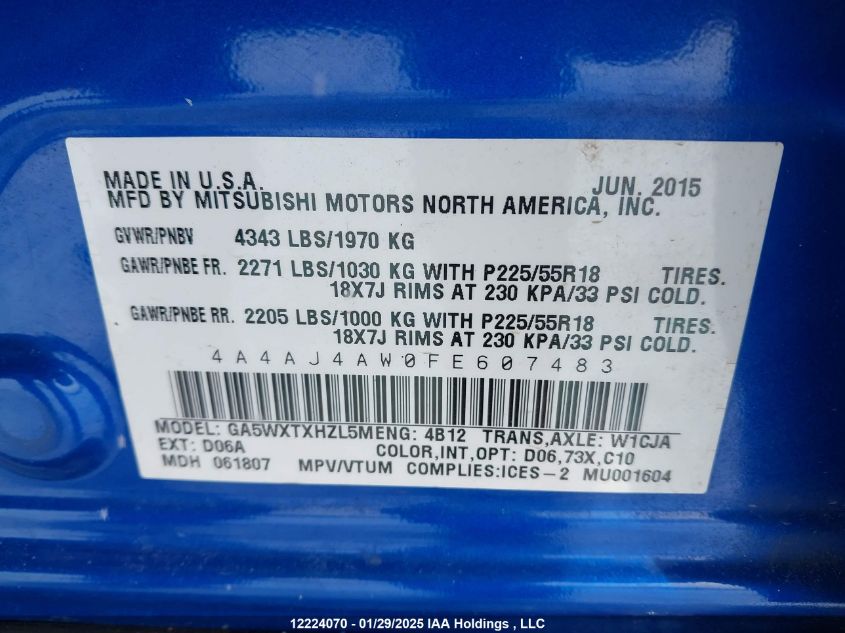 MADE IN U.S.A. JUN. 2015
MFD BY MITSUBISHI MOTORS NORTH AMERICA, INC.
GVWR/PNBV 4343 LBS/1970 KG
GAWR/PNBE FR. 2271 LBS/1030 KG WITH P225/55R18 TIRES.
18X7J RIMS AT 230 KPA/33 PSI COLD.
GAWR/PNBE RR. 2205 LBS/1000 KG WITH P225/55R18 TIRES.
18X7J RIMS AT 230 KPA/33 PSI COLD.
4A4AJ4AW0FE607483
MODEL: GA5WXTXHZL5MENG: 4B12 TRANS,AXLE: W1CJA
EXT: D06A COLOR,INT,OPT: D06,73X,C10
MDH 061807 MPV/VTUM COMPLIES:ICES-2 MU001604
12224070 - 01/29/2025 IAA Holdings , LLC